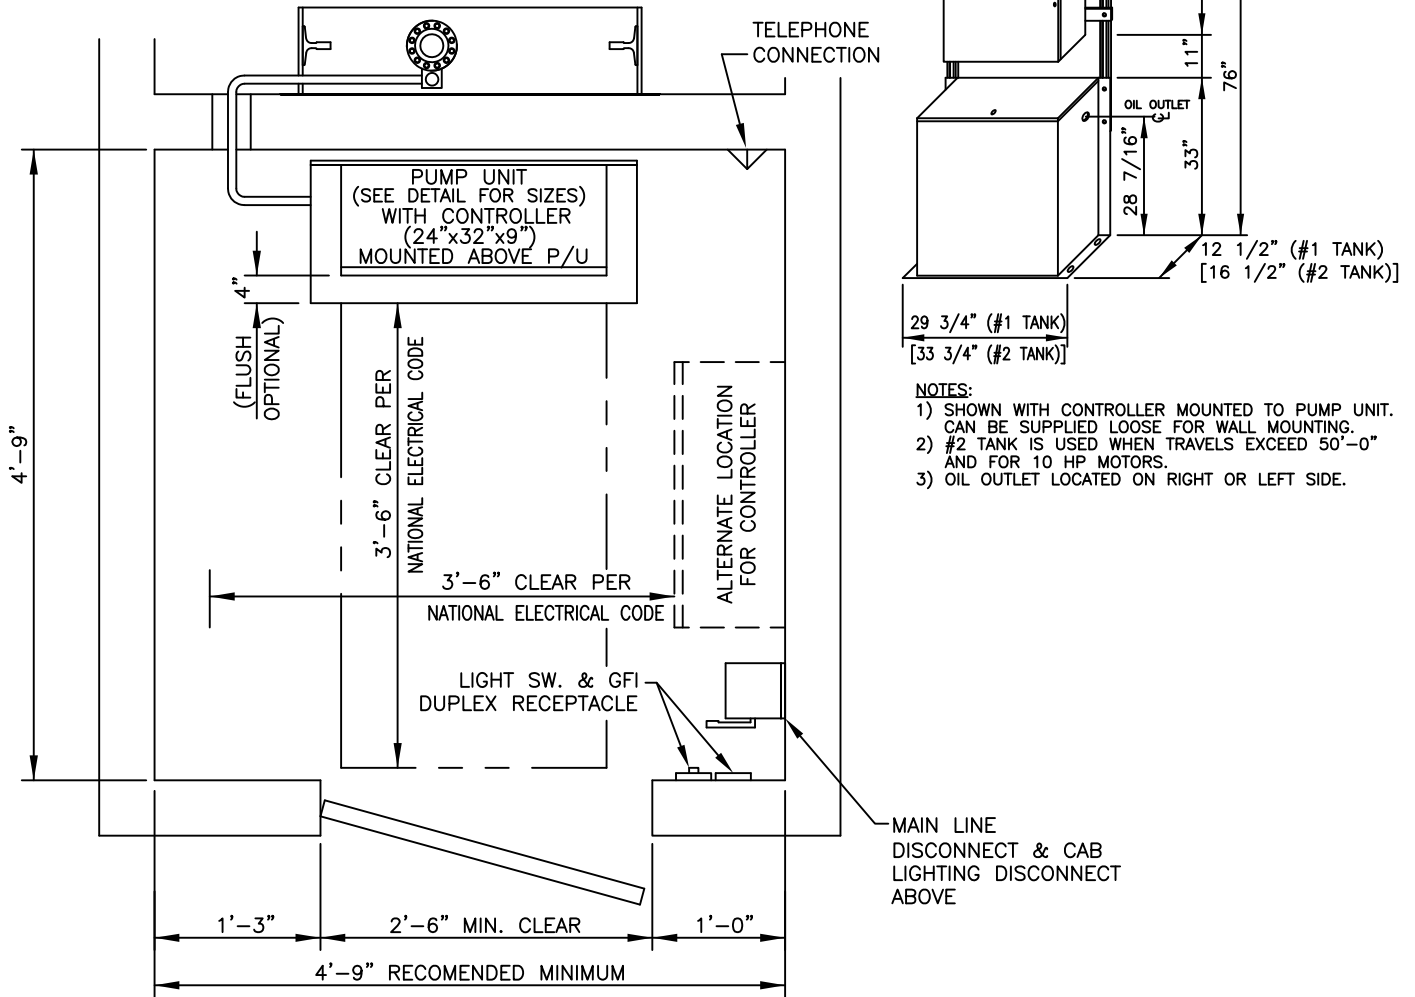 TELEPHONE
CONNECTION
PUMP UNIT
(SEE DETAIL FOR SIZES)
WITH CONTROLLER
(24"x32"x9")
MOUNTED ABOVE P/U
4"
(FLUSH
OPTIONAL)
4'-9"
3'-6" CLEAR PER
NATIONAL ELECTRICAL CODE
ALTERNATE LOCATION
FOR CONTROLLER
3'-6" CLEAR PER
NATIONAL ELECTRICAL CODE
LIGHT SW. & GFI
DUPLEX RECEPTACLE
MAIN LINE
DISCONNECT & CAB
LIGHTING DISCONNECT
ABOVE
1'-3"
2'-6" MIN. CLEAR
1'-0"
4'-9" RECOMENDED MINIMUM
11"
76"
OIL OUTLET
℄
28 7/16"
33"
12 1/2" (#1 TANK)
[16 1/2" (#2 TANK)]
29 3/4" (#1 TANK)
[33 3/4" (#2 TANK)]
NOTES:
1) SHOWN WITH CONTROLLER MOUNTED TO PUMP UNIT.
CAN BE SUPPLIED LOOSE FOR WALL MOUNTING.
2) #2 TANK IS USED WHEN TRAVELS EXCEED 50'-0"
AND FOR 10 HP MOTORS.
3) OIL OUTLET LOCATED ON RIGHT OR LEFT SIDE.